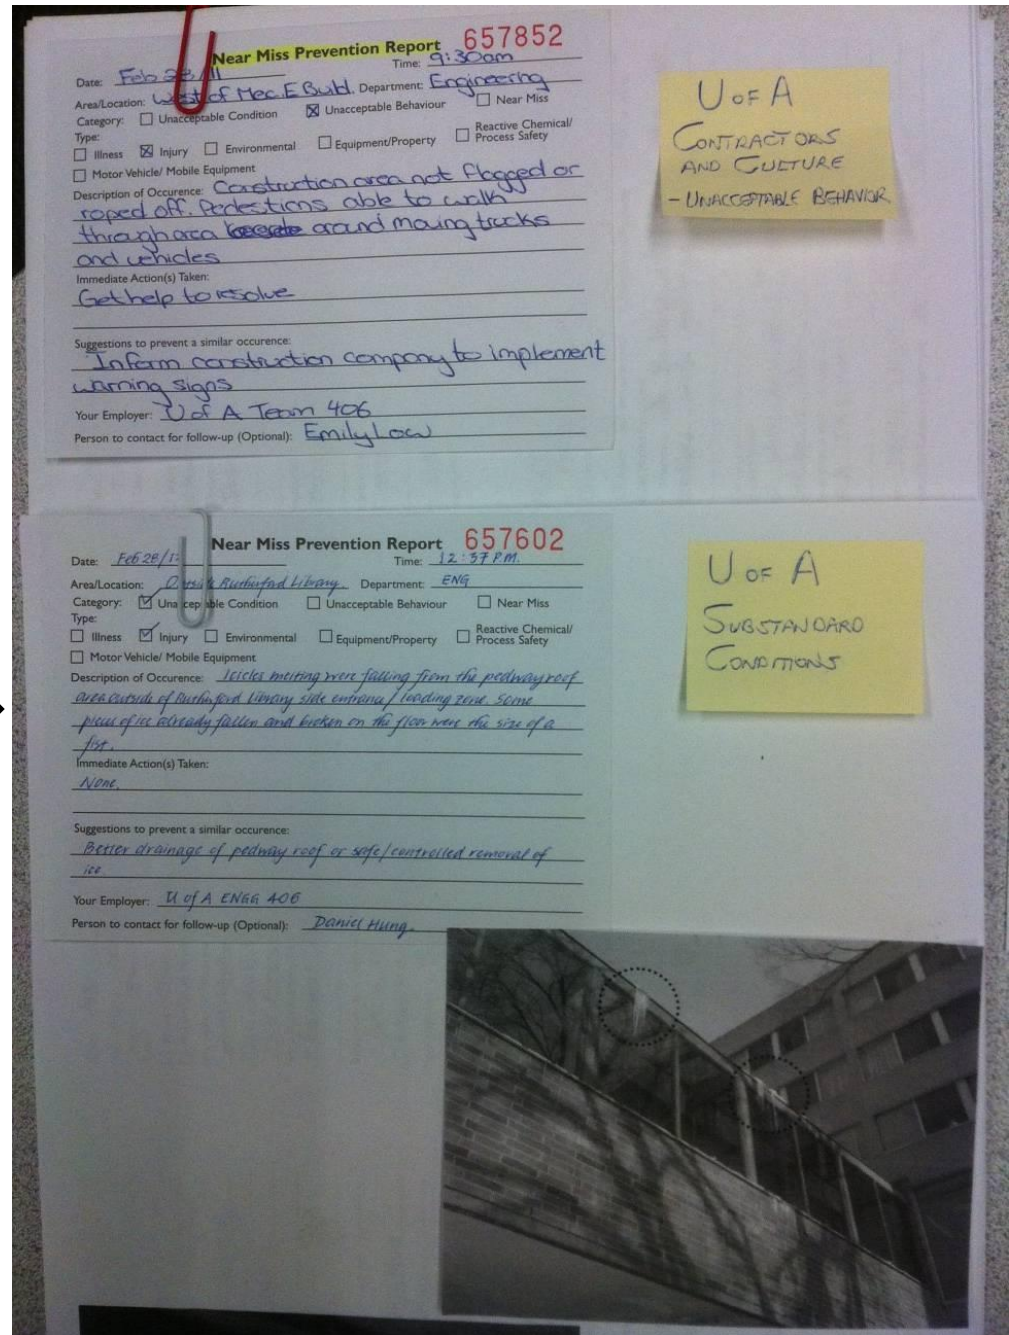 Near Miss Prevention Report 657852
Date: Feb 28/11 Time: 9:30am
Area/Location: West of Mec E Build. Department: Engineering
Category: ☐ Unacceptable Condition ☒ Unacceptable Behaviour ☐ Near Miss
Type:
☐ Illness ☒ Injury ☐ Environmental ☐ Equipment/Property ☐ Reactive Chemical/
Process Safety
☐ Motor Vehicle/ Mobile Equipment
Description of Occurence: Construction area not flagged or
roped off. Pedestians able to walk
through area around moving trucks
and vehicles
Immediate Action(s) Taken:
Get help to resolve
Suggestions to prevent a similar occurence:
Inform construction company to implement
warning signs
Your Employer: U of A Team 406
Person to contact for follow-up (Optional): Emily Low
U OF A
CONTRACTORS
AND CULTURE
- UNACCEPTABLE BEHAVIOR
Near Miss Prevention Report 657602
Date: Feb 28/1 Time: 12:57 P.M.
Area/Location: Outside Rutherford Library Department: ENG
Category: ☑ Unacceptable Condition ☐ Unacceptable Behaviour ☐ Near Miss
Type:
☐ Illness ☑ Injury ☐ Environmental ☐ Equipment/Property ☐ Reactive Chemical/
Process Safety
☐ Motor Vehicle/ Mobile Equipment
Description of Occurence: Icicles melting were falling from the pedway roof
area outside of Rutherford Library side entrance/loading zone. Some
pieces of ice already fallen and broken on the floor were the size of a
fist.
Immediate Action(s) Taken:
None.
Suggestions to prevent a similar occurence:
Better drainage of pedway roof or safe/controlled removal of
ice.
Your Employer: U of A ENGG 406
Person to contact for follow-up (Optional): Daniel Hung.
U OF A
SUBSTANDARD
CONDITIONS